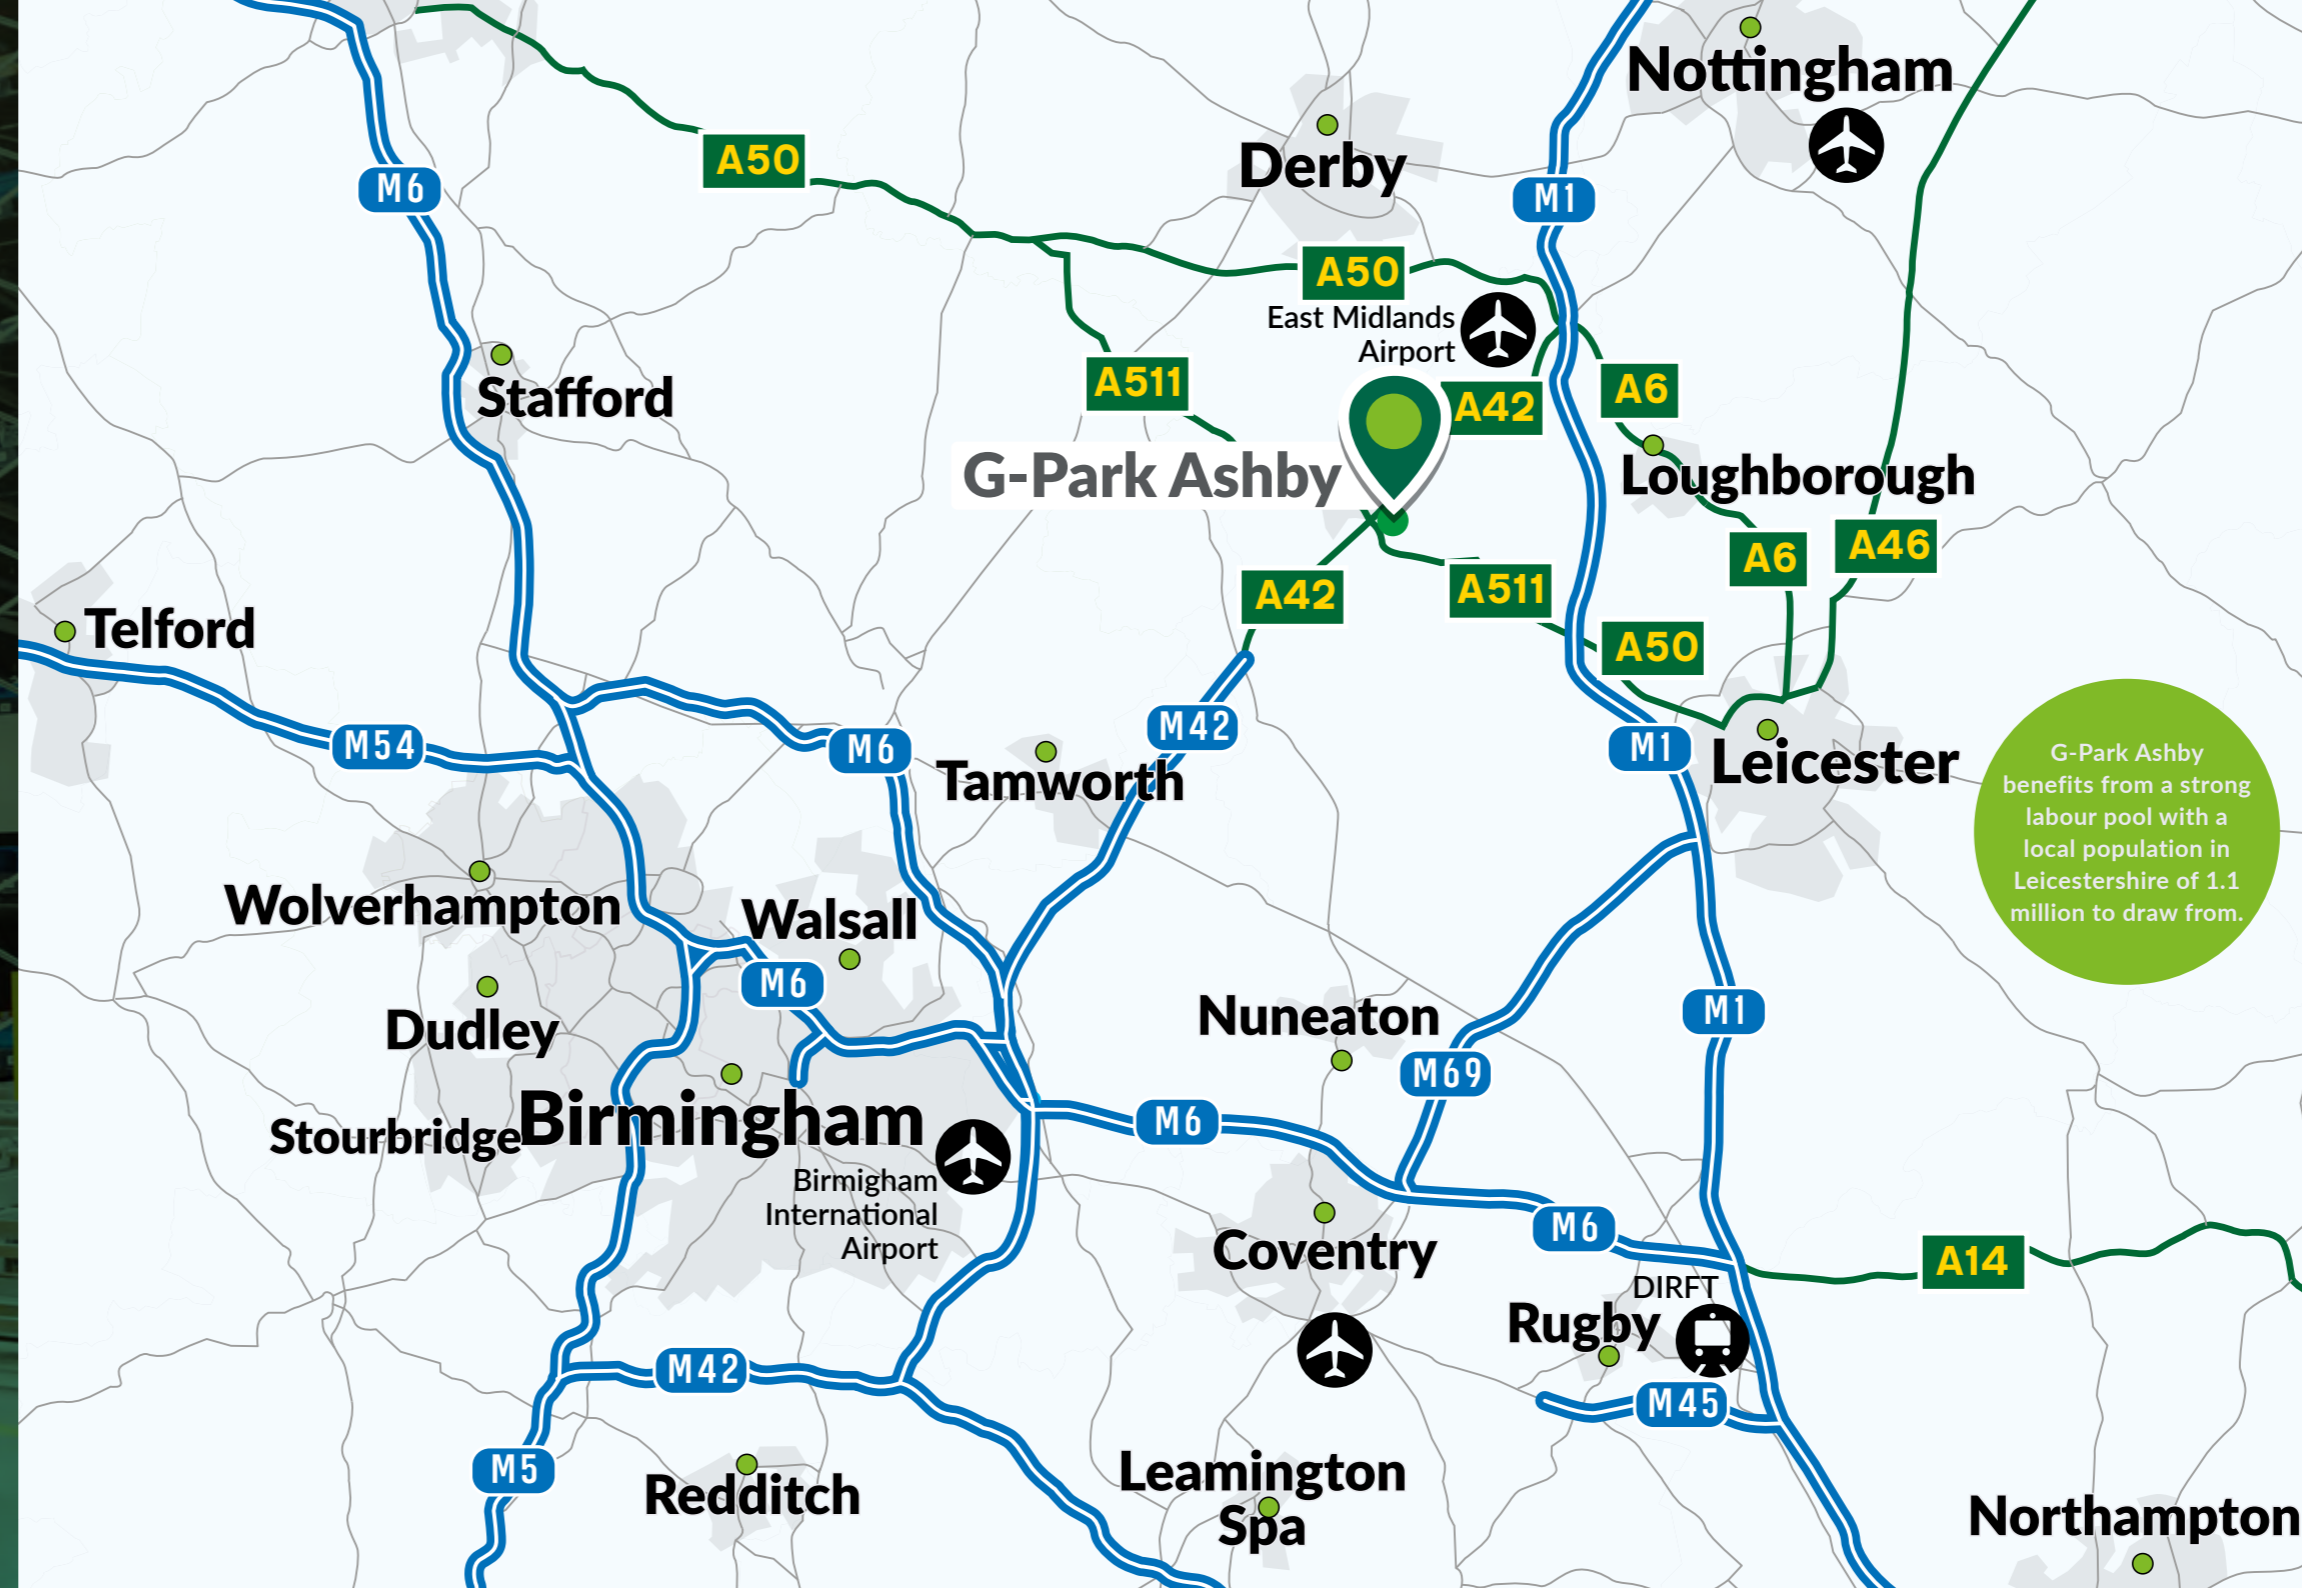 Nottingham
A50
Derby
M6
M1
A50
East Midlands
Airport
A511
A6
A42
Stafford
G-Park Ashby
Loughborough
A6
A46
A42
A511
Telford
A50
M54
M6
M42
M1
Tamworth
Leicester
G-Park Ashby
benefits from a strong
labour pool with a
local population in
Leicestershire of 1.1
million to draw from.
Wolverhampton
Walsall
M6
M1
Nuneaton
Dudley
M69
Birmingham
M6
Stourbridge
Birmigham
International
Airport
M6
Coventry
A14
DIRFT
Rugby
M42
M45
M5
Leamington
Spa
Redditch
Northampton